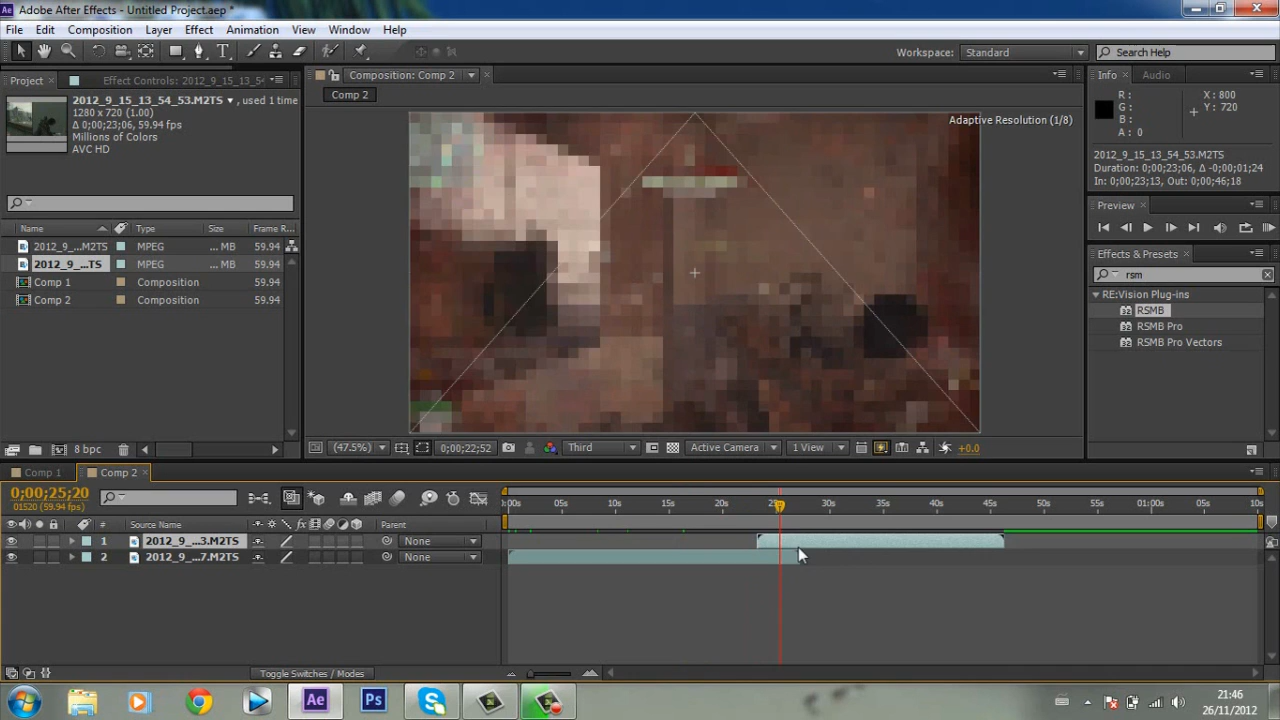 Adobe After Effects - Untitled Project.aep *
File Edit Composition Layer Effect Animation View Window Help
Workspace: Standard Search Help
Project Effect Controls: 2012_9_15_13_54
Composition: Comp 2
Info Audio
2012_9_15_13_54_53.M2TS , used 1 time
1280 x 720 (1.00)
Δ 0;00;23;06, 59.94 fps
Millions of Colors
AVC HD
Comp 2
Adaptive Resolution (1/8)
R :
G :
B :
A : 0
X : 800
Y : 720
2012_9_15_13_54_53.M2TS
Duration: 0;00;23;06, Δ -0;00;01;24
In: 0;00;23;13, Out: 0;00;46;18
Preview
Effects & Presets
rsm
RE:Vision Plug-ins
RSMB
RSMB Pro
RSMB Pro Vectors
Name Type Size Frame R...
2012_9_...M2TS MPEG ... MB 59.94
2012_9_...TS MPEG ... MB 59.94
Comp 1 Composition 59.94
Comp 2 Composition 59.94
8 bpc
(47.5%) 0;00;22;52 Third Active Camera 1 View +0.0
Comp 1 Comp 2
0;00;25;20
01520 (59.94 fps)
:00s 05s 10s 15s 20s 25s 30s 35s 40s 45s 50s 55s 01:00s 05s 10s
# Source Name fx Parent
1 2012_9_...3.M2TS None
2 2012_9_...7.M2TS None
Toggle Switches / Modes
Ae Ps
21:46
26/11/2012